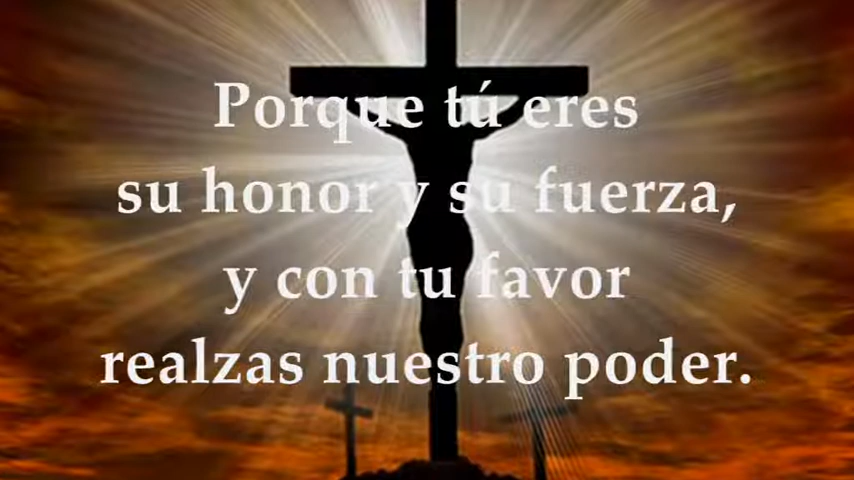 Porque tú eres
su honor y su fuerza,
y con tu favor
realzas nuestro poder.